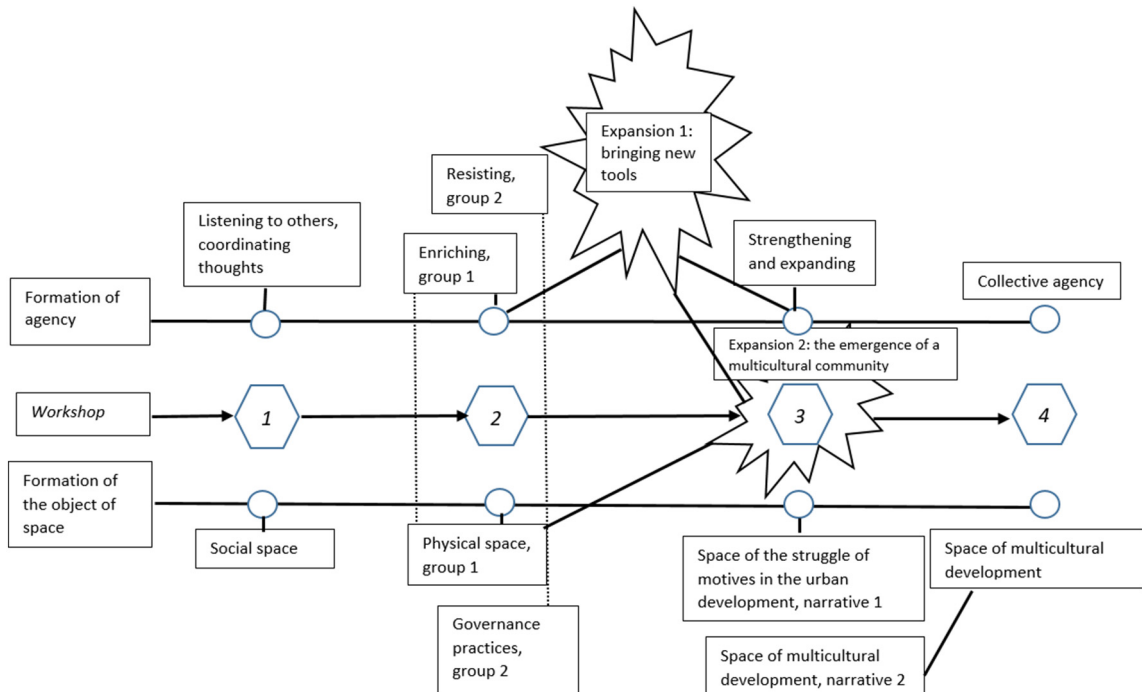 Expansion 1:
bringing new
tools
Resisting,
group 2
Listening to others,
coordinating
thoughts
Enriching,
group 1
Strengthening
and expanding
Formation of
agency
Collective agency
Expansion 2: the emergence of a
multicultural community
Workshop
1
2
3
4
Formation of
the object of
space
Social space
Physical space,
group 1
Space of the struggle of
motives in the urban
development, narrative 1
Space of multicultural
development
Governance
practices,
group 2
Space of multicultural
development, narrative 2